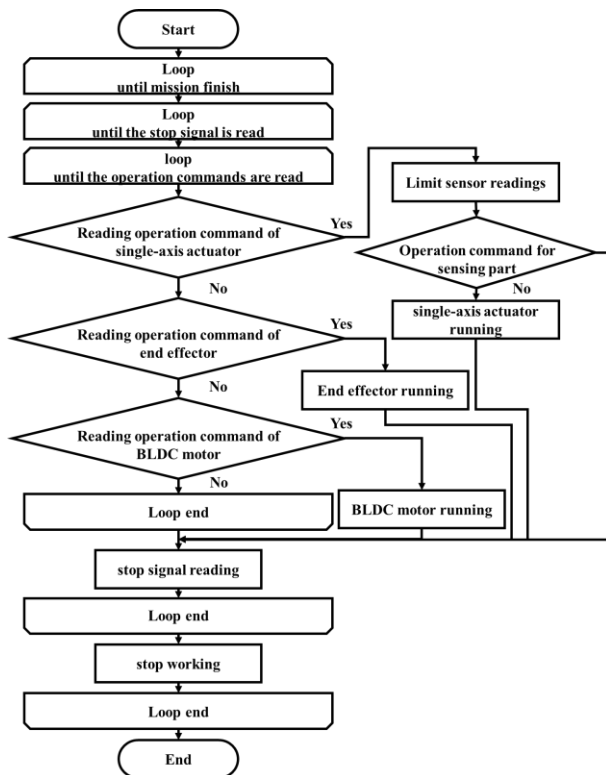 Start
Loop
until mission finish
Loop
until the stop signal is read
loop
until the operation commands are read
Reading operation command of
single-axis actuator
Yes
No
Limit sensor readings
Operation command for
sensing part
No
single-axis actuator
running
Reading operation command of
end effector
Yes
No
End effector running
Reading operation command of
BLDC motor
Yes
No
BLDC motor running
Loop end
stop signal reading
Loop end
stop working
Loop end
End